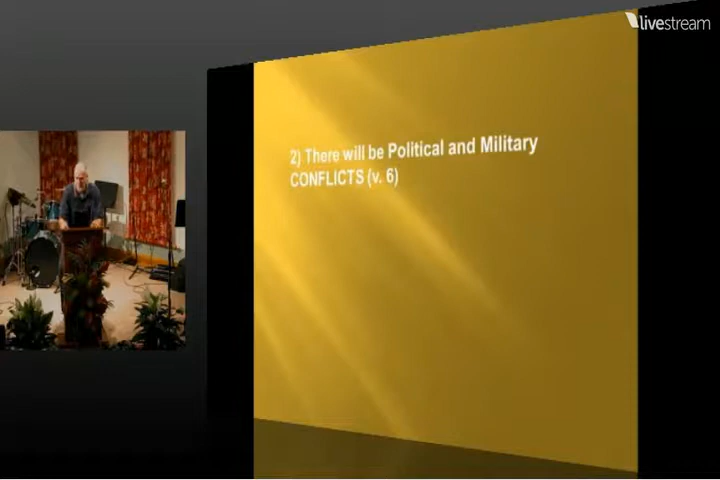 livestream
2) There will be Political and Military
CONFLICTS (v. 6)